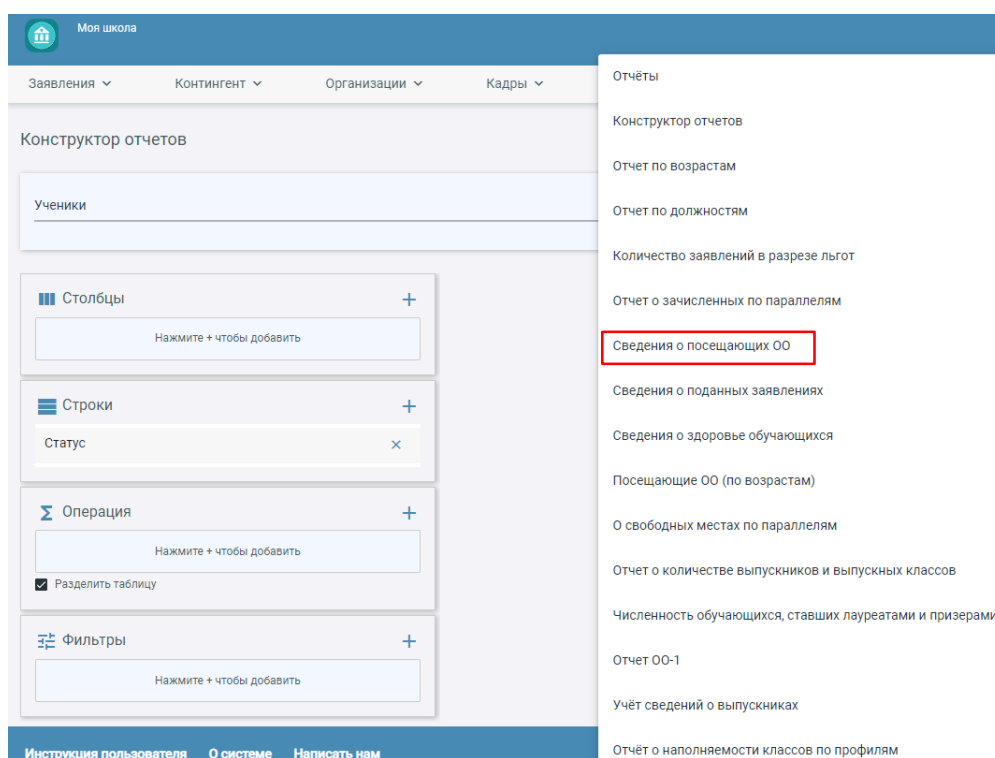 Моя школа
Заявления
Контингент
Организации
Кадры
Конструктор отчетов
Ученики
Столбцы
Нажмите + чтобы добавить
Строки
Статус
Операция
Нажмите + чтобы добавить
Разделить таблицу
Фильтры
Нажмите + чтобы добавить
Отчёты
Конструктор отчетов
Отчет по возрастам
Отчет по должностям
Количество заявлений в разрезе льгот
Отчет о зачисленных по параллелям
Сведения о посещающих ОО
Сведения о поданных заявлениях
Сведения о здоровье обучающихся
Посещающие ОО (по возрастам)
О свободных местах по параллелям
Отчет о количестве выпускников и выпускных классов
Численность обучающихся, ставших лауреатами и призерами
Отчет ОО-1
Учёт сведений о выпускниках
Отчёт о наполняемости классов по профилям
Инструкция пользователя
О системе
Написать нам